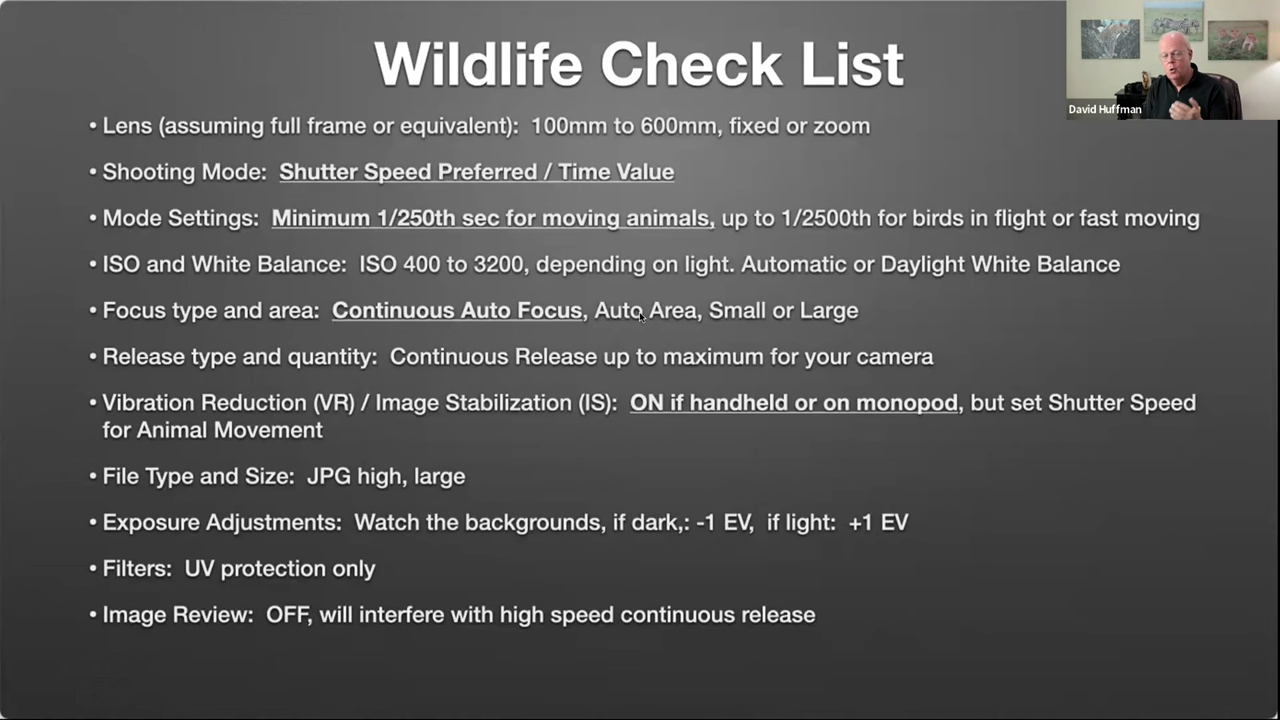 Wildlife Check List
David Huffman
• Lens (assuming full frame or equivalent): 100mm to 600mm, fixed or zoom
• Shooting Mode: Shutter Speed Preferred / Time Value
• Mode Settings: Minimum 1/250th sec for moving animals, up to 1/2500th for birds in flight or fast moving
• ISO and White Balance: ISO 400 to 3200, depending on light. Automatic or Daylight White Balance
• Focus type and area: Continuous Auto Focus, Auto Area, Small or Large
• Release type and quantity: Continuous Release up to maximum for your camera
• Vibration Reduction (VR) / Image Stabilization (IS): ON if handheld or on monopod, but set Shutter Speed
for Animal Movement
• File Type and Size: JPG high, large
• Exposure Adjustments: Watch the backgrounds, if dark,: -1 EV, if light: +1 EV
• Filters: UV protection only
• Image Review: OFF, will interfere with high speed continuous release